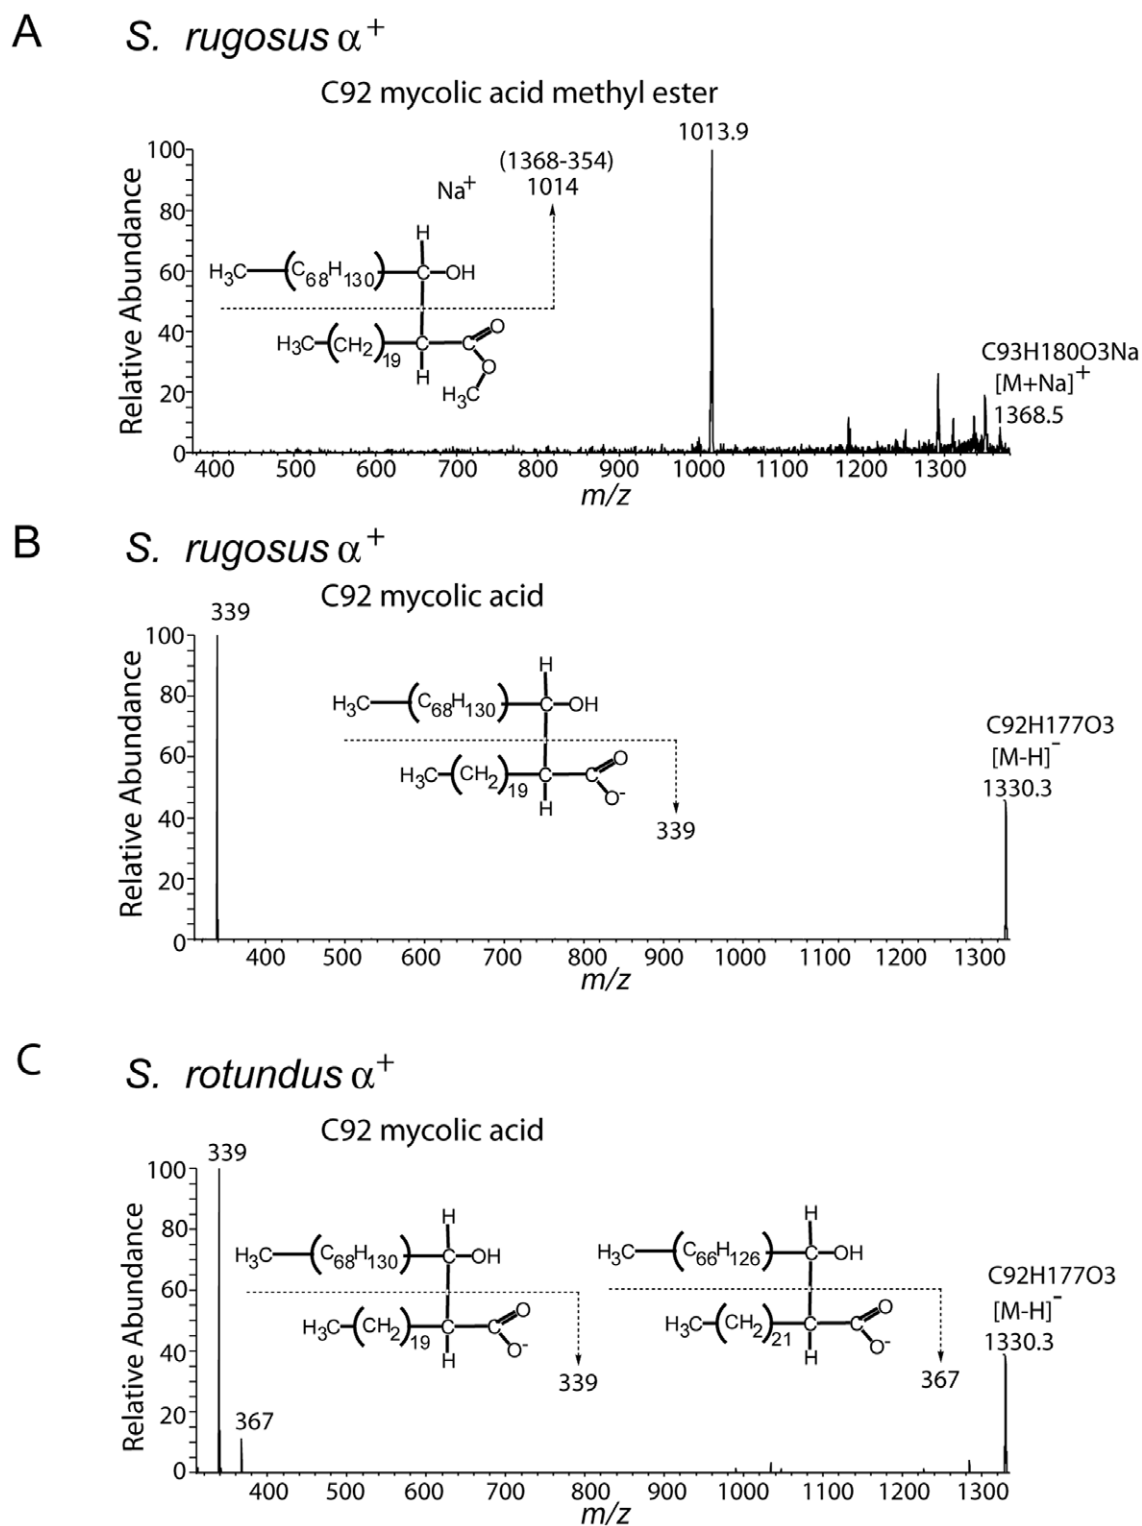 A
S. rugosus α+
C92 mycolic acid methyl ester
1013.9
(1368-354)
1014
Na+
H
H3C (C68H130) C OH
H3C (CH2)19 C C O
H O
H3C
C93H180O3Na
[M+Na]+
1368.5
Relative Abundance
100
80
60
40
20
0
400 500 600 700 800 900 1000 1100 1200 1300
m/z
B
S. rugosus α+
C92 mycolic acid
339
H
H3C (C68H130) C OH
H3C (CH2)19 C C O
H O-
339
C92H177O3
[M-H]-
1330.3
Relative Abundance
100
80
60
40
20
0
400 500 600 700 800 900 1000 1100 1200 1300
m/z
C
S. rotundus α+
C92 mycolic acid
339
367
H
H3C (C68H130) C OH
H3C (CH2)19 C C O
H O-
339
H
H3C (C66H126) C OH
H3C (CH2)21 C C O
H O-
367
C92H177O3
[M-H]-
1330.3
Relative Abundance
100
80
60
40
20
0
400 500 600 700 800 900 1000 1100 1200 1300
m/z